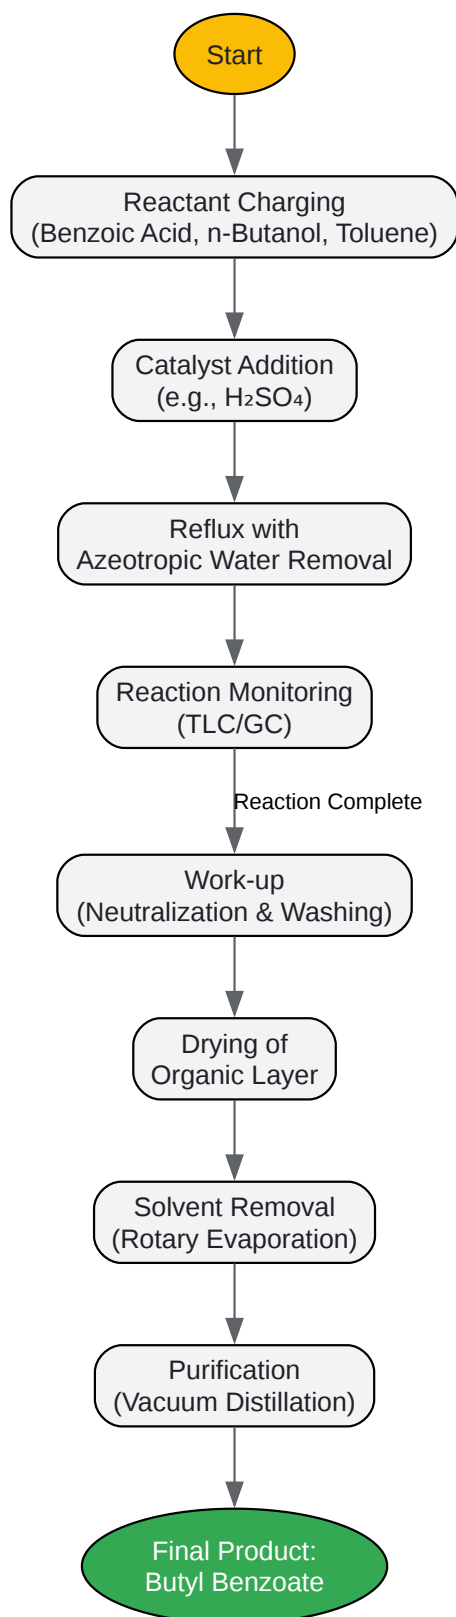 Start
Reactant Charging
(Benzoic Acid, n-Butanol, Toluene)
Catalyst Addition
(e.g., H₂SO₄)
Reflux with
Azeotropic Water Removal
Reaction Monitoring
(TLC/GC)
Reaction Complete
Work-up
(Neutralization & Washing)
Drying of
Organic Layer
Solvent Removal
(Rotary Evaporation)
Purification
(Vacuum Distillation)
Final Product:
Butyl Benzoate